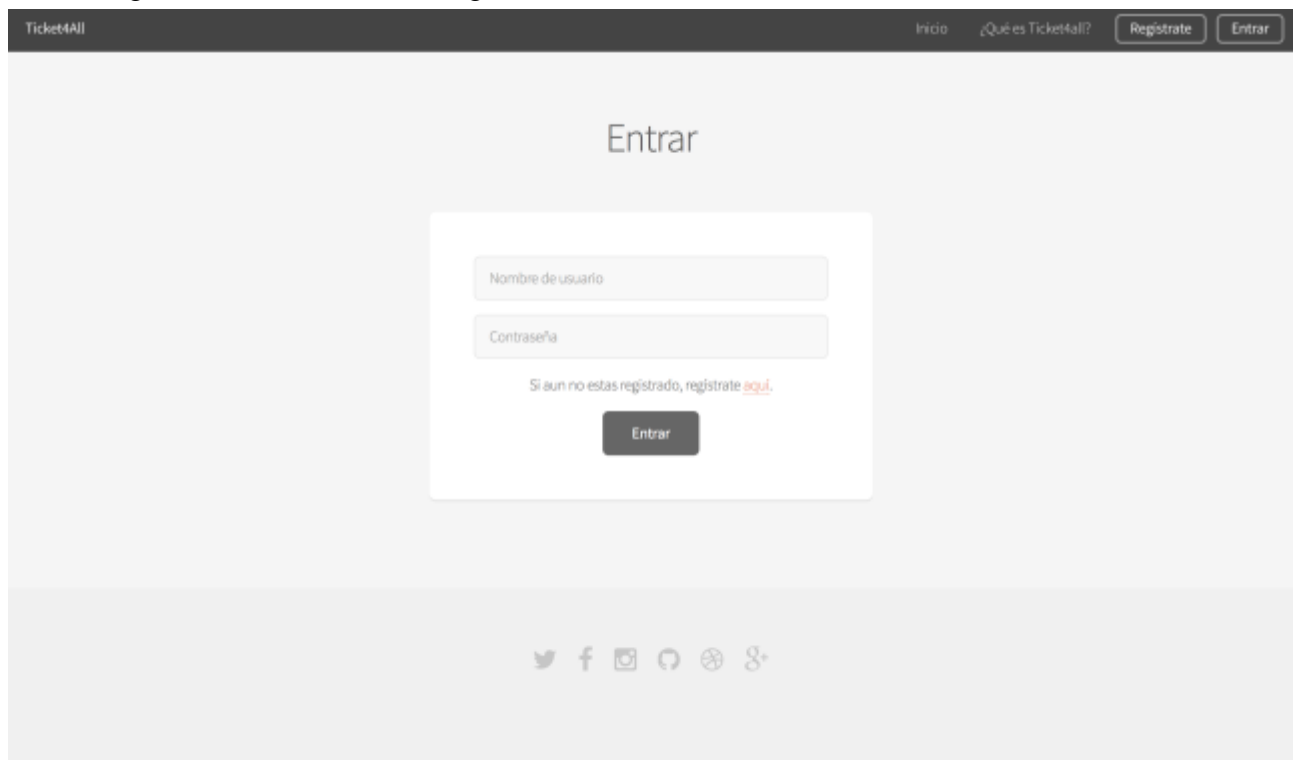 Ticket4All
Inicio
¿Qué es Ticket4all?
Registrate
Entrar
Entrar
Nombre de usuario
Contraseña
Si aun no estas registrado, registrate aquí.
Entrar